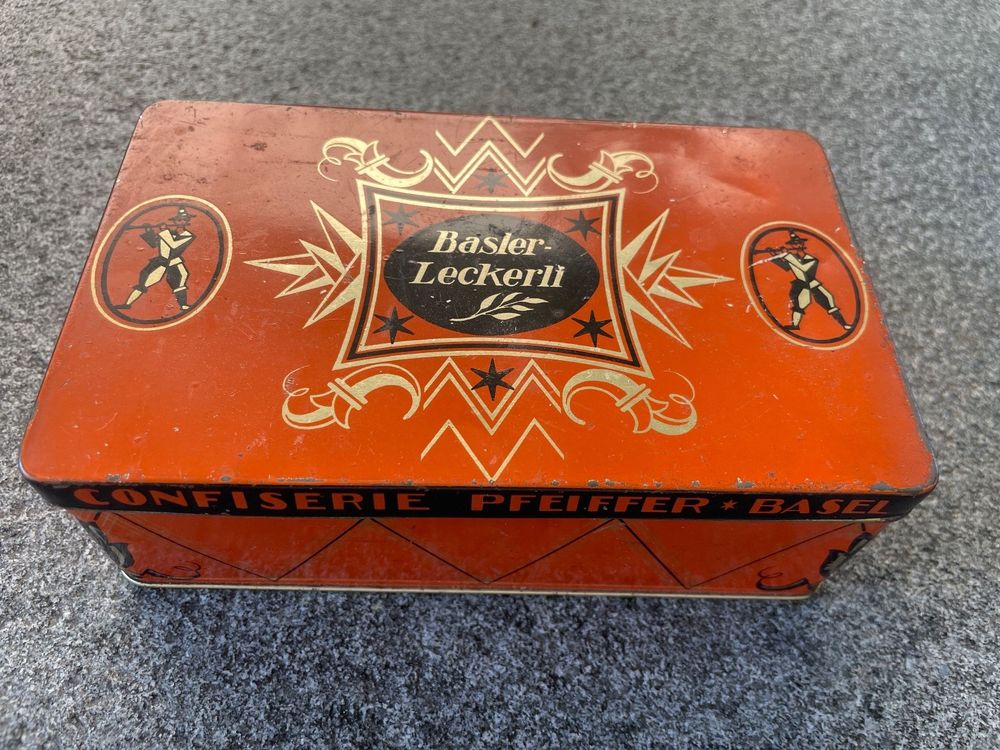 Basler-
Leckerli
CONFISERIE PFEIFFER * BASEL